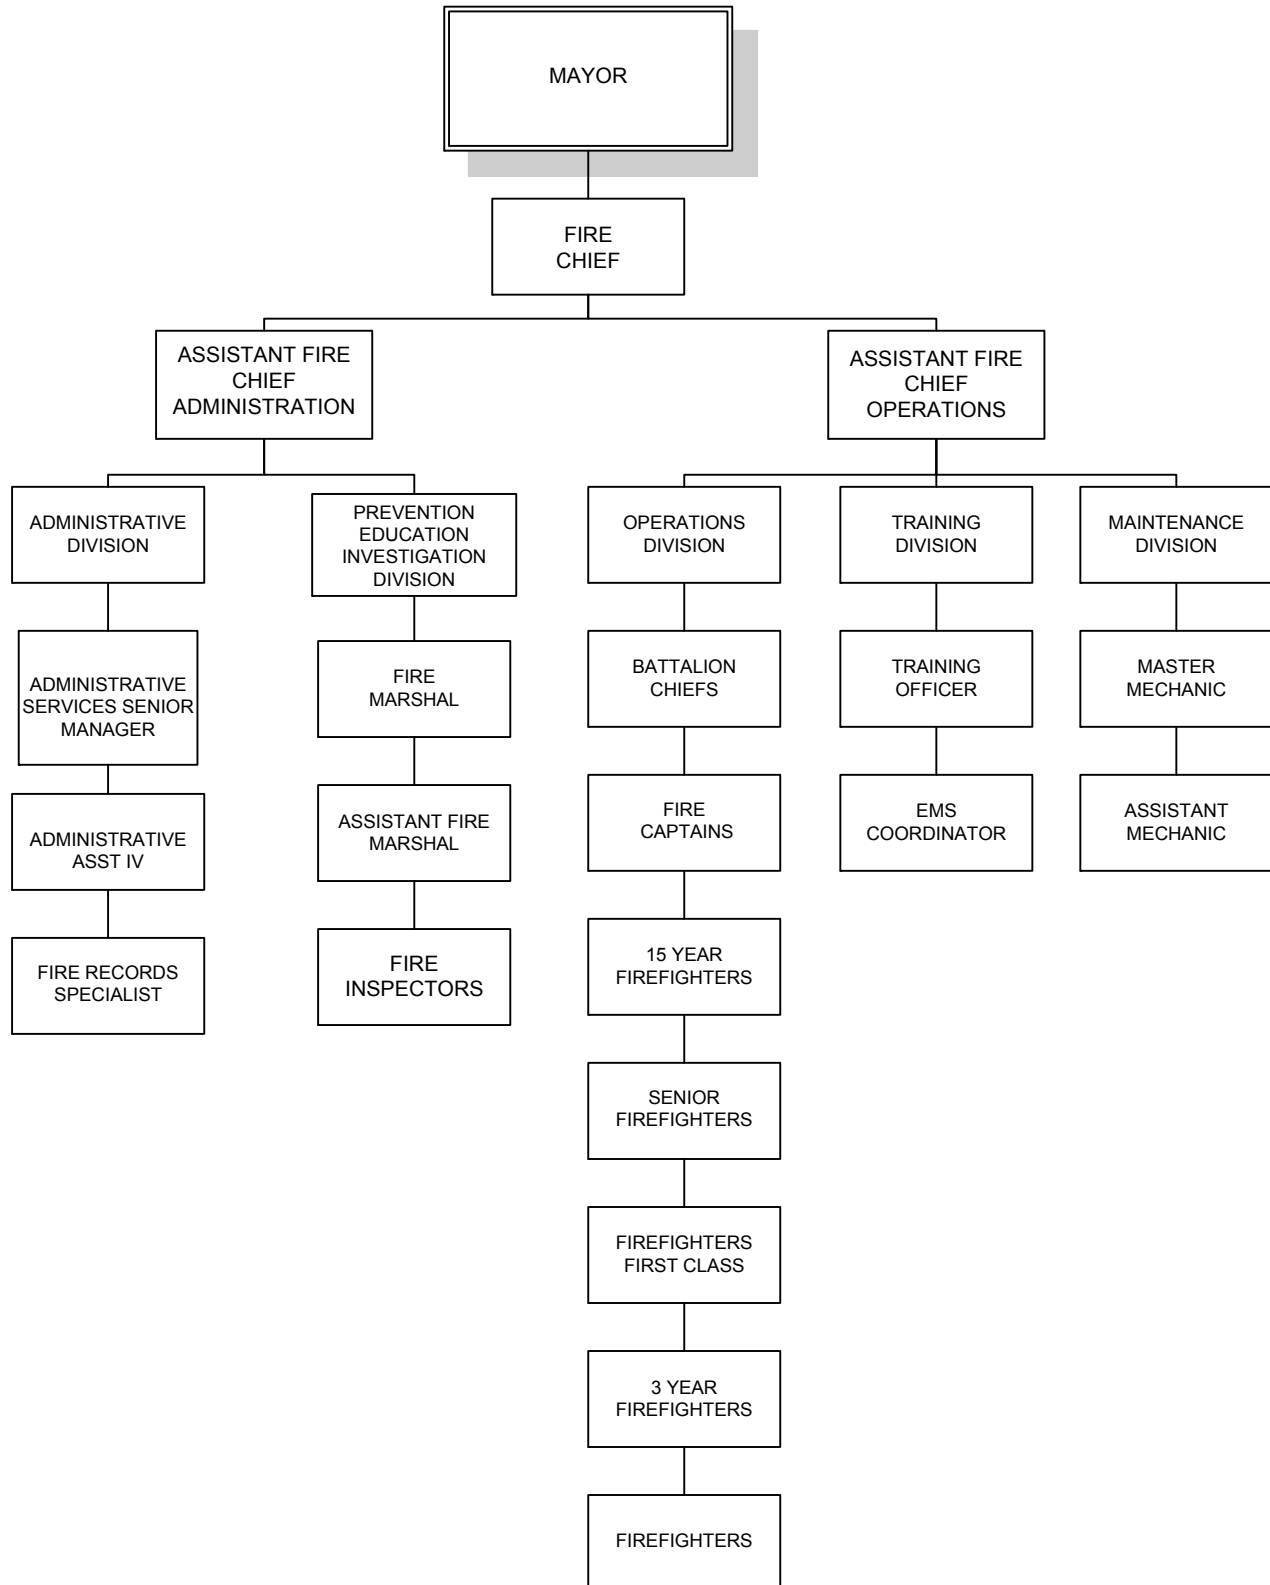 MAYOR
FIRE
CHIEF
ASSISTANT FIRE
CHIEF
ADMINISTRATION
ASSISTANT FIRE
CHIEF
OPERATIONS
ADMINISTRATIVE
DIVISION
PREVENTION
EDUCATION
INVESTIGATION
DIVISION
OPERATIONS
DIVISION
TRAINING
DIVISION
MAINTENANCE
DIVISION
ADMINISTRATIVE
SERVICES SENIOR
MANAGER
FIRE
MARSHAL
BATTALION
CHIEFS
TRAINING
OFFICER
MASTER
MECHANIC
ADMINISTRATIVE
ASST IV
ASSISTANT FIRE
MARSHAL
FIRE
CAPTAINS
EMS
COORDINATOR
ASSISTANT
MECHANIC
FIRE RECORDS
SPECIALIST
FIRE
INSPECTORS
15 YEAR
FIREFIGHTERS
SENIOR
FIREFIGHTERS
FIREFIGHTERS
FIRST CLASS
3 YEAR
FIREFIGHTERS
FIREFIGHTERS